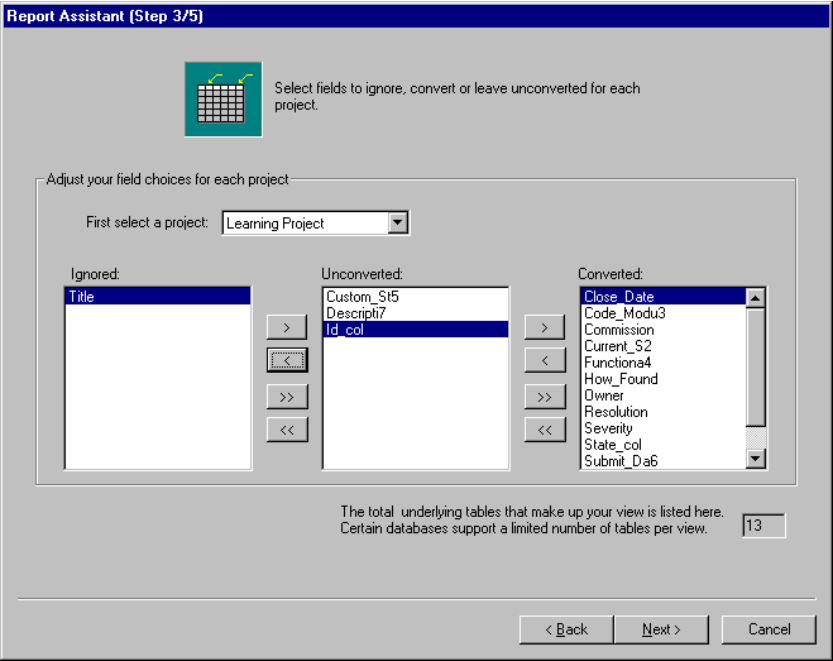 Report Assistant (Step 3/5)
Select fields to ignore, convert or leave unconverted for each
project.
Adjust your field choices for each project
First select a project: Learning Project
Ignored:
Title
>
<
>>
<<
Unconverted:
Custom_St5
Descripti7
Id_col
>
<
>>
<<
Converted:
Close_Date
Code_Modu3
Commission
Current_S2
Functiona4
How_Found
Owner
Resolution
Severity
State_col
Submit_Da6
The total underlying tables that make up your view is listed here.
Certain databases support a limited number of tables per view.
13
< Back
Next >
Cancel